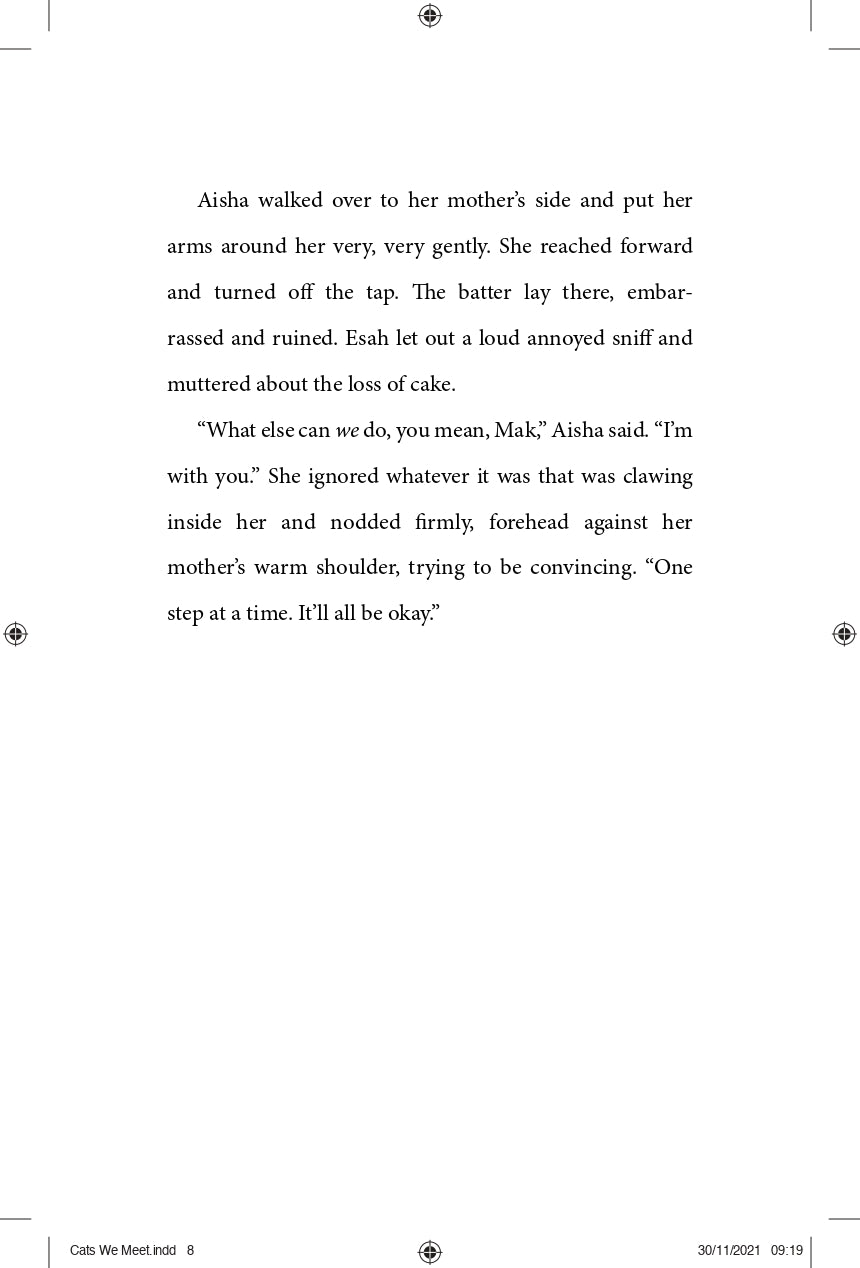 Aisha walked over to her mother’s side and put her
arms around her very, very gently. She reached forward
and turned off the tap. The batter lay there, embar-
rassed and ruined. Esah let out a loud annoyed sniff and
muttered about the loss of cake.
“What else can we do, you mean, Mak,” Aisha said. “I’m
with you.” She ignored whatever it was that was clawing
inside her and nodded firmly, forehead against her
mother’s warm shoulder, trying to be convincing. “One
step at a time. It’ll all be okay.”
Cats We Meet.indd 8 30/11/2021 09:19